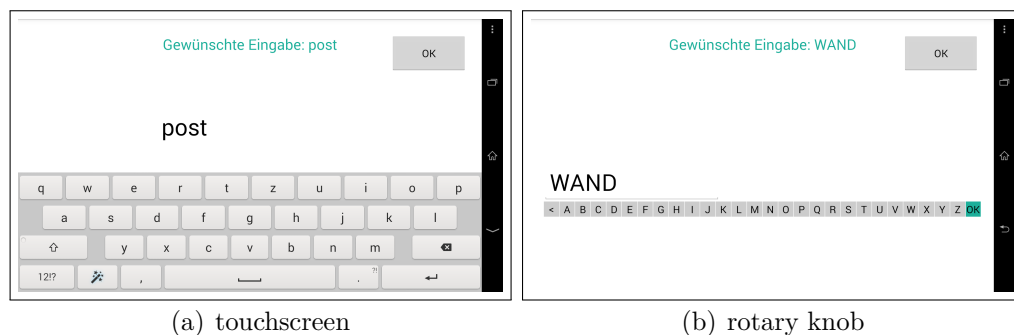 Gewünschte Eingabe: post
OK
post
q w e r t z u i o p
a s d f g h j k l
y x c v b n m
12!? , . ?!
(a) touchscreen
Gewünschte Eingabe: WAND
OK
WAND
< A B C D E F G H I J K L M N O P Q R S T U V W X Y Z OK
(b) rotary knob